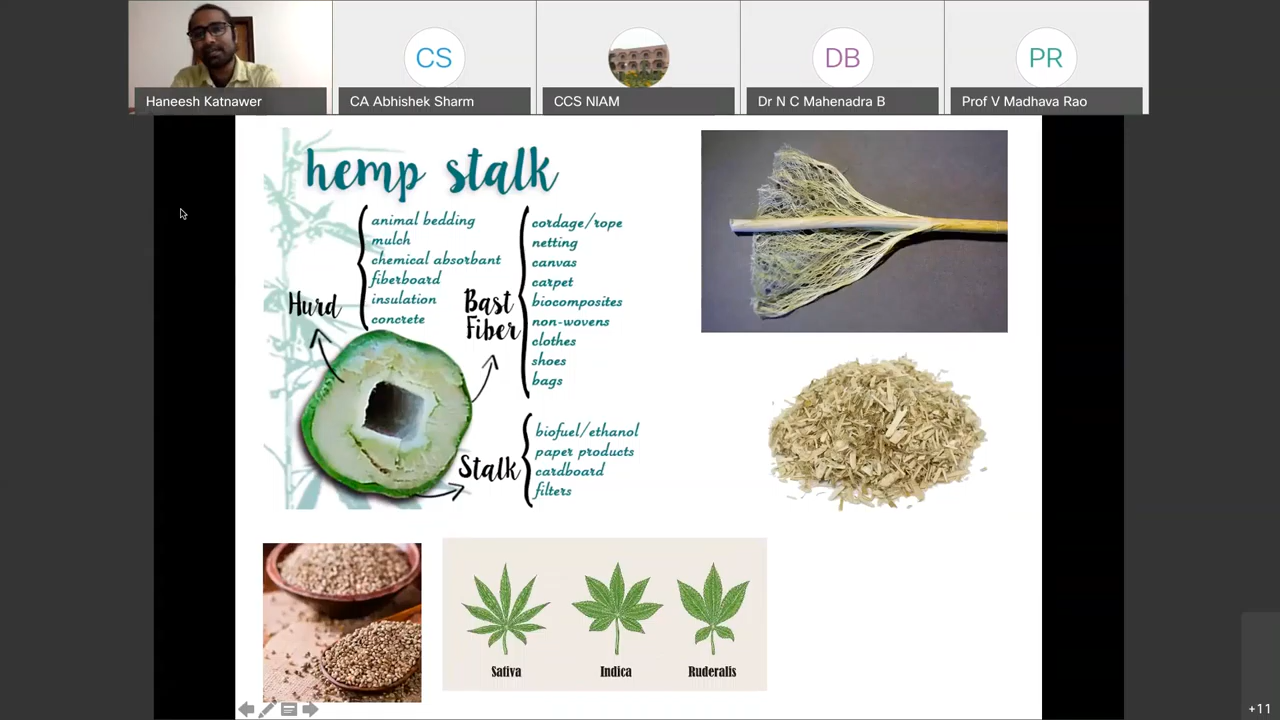 CS
DB
PR
Haneesh Katnawer
CA Abhishek Sharm
CCS NIAM
Dr N C Mahenadra B
Prof V Madhava Rao
hemp stalk
Hurd
animal bedding
mulch
chemical absorbant
fiberboard
insulation
concrete
Bast
Fiber
cordage/rope
netting
canvas
carpet
biocomposites
non-wovens
clothes
shoes
bags
Stalk
biofuel/ethanol
paper products
cardboard
filters
Sativa
Indica
Ruderalis
+11